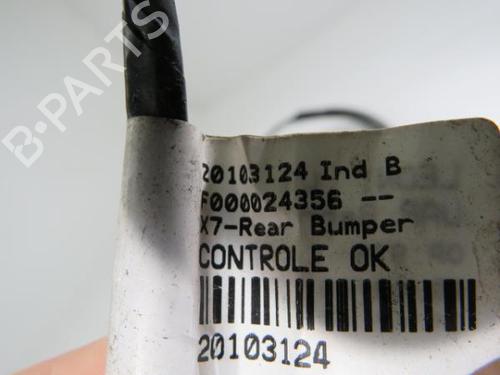 B-PARTS
20103124 Ind B
F000024356 --
X7-Rear Bumper
CONTROLE OK
20103124